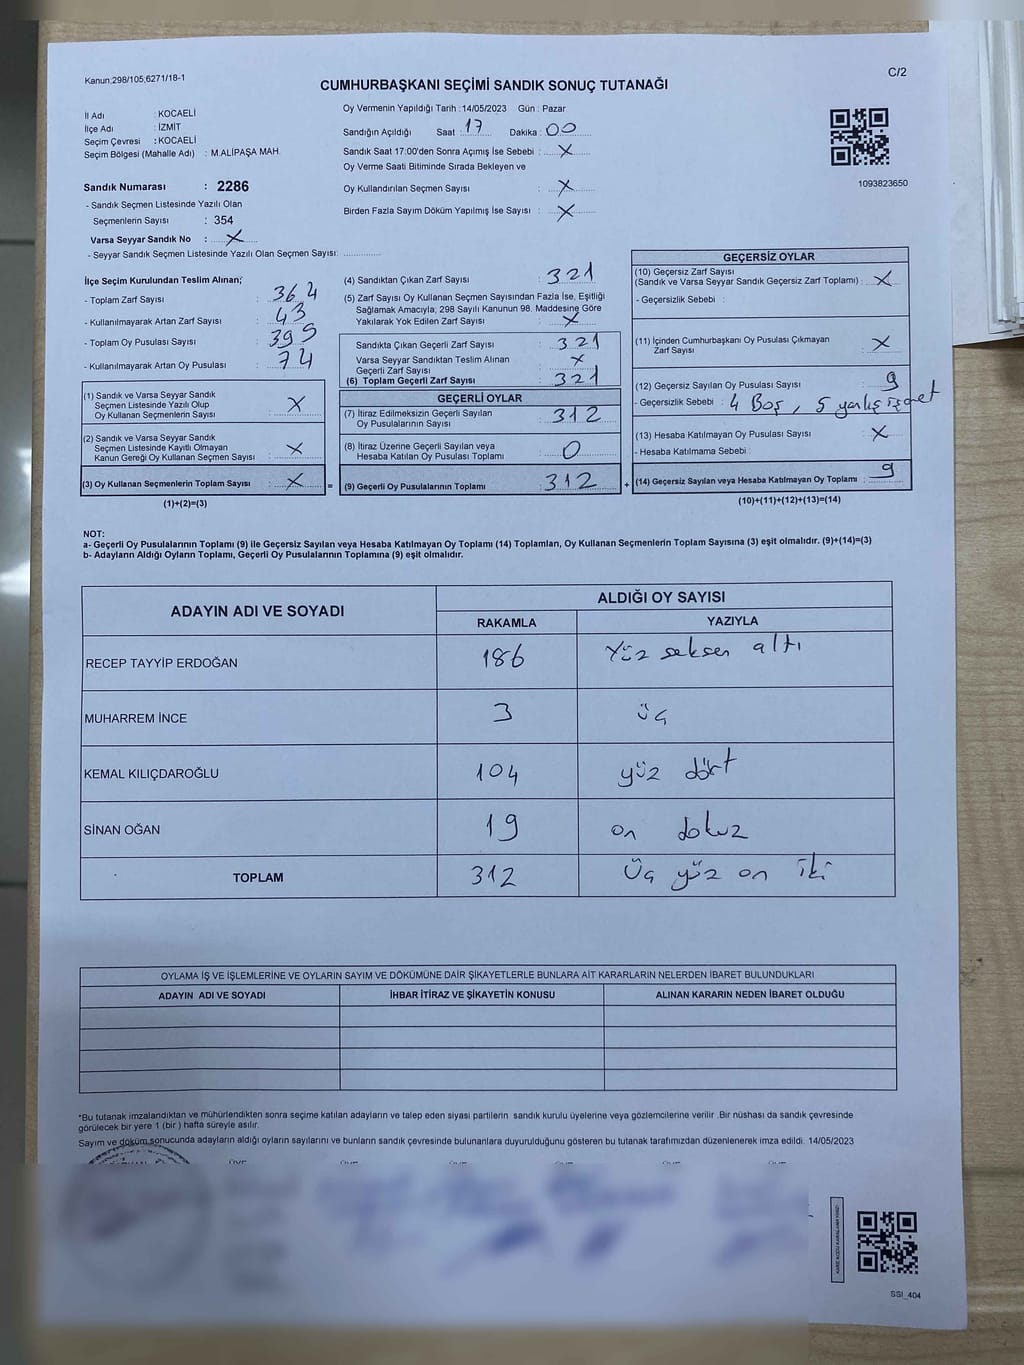 Kanun:298/105;6271/18-1
C/2
CUMHURBAŞKANI SEÇİMİ SANDIK SONUÇ TUTANAĞI
İl Adı : KOCAELİ
İlçe Adı : İZMİT
Seçim Çevresi : KOCAELİ
Seçim Bölgesi (Mahalle Adı) : M.ALİPAŞA MAH.
Sandık Numarası : 2286
- Sandık Seçmen Listesinde Yazılı Olan
Seçmenlerin Sayısı : 354
Varsa Seyyar Sandık No : X
- Seyyar Sandık Seçmen Listesinde Yazılı Olan Seçmen Sayısı:
Oy Vermenin Yapıldığı Tarih :14/05/2023 Gün : Pazar
Sandığın Açıldığı Saat : 17 Dakika : 00
Sandık Saat 17:00'den Sonra Açımış İse Sebebi : X
Oy Verme Saati Bitiminde Sırada Bekleyen ve
Oy Kullandırılan Seçmen Sayısı : X
Birden Fazla Sayım Döküm Yapılmış İse Sayısı : X
1093823650
İlçe Seçim Kurulundan Teslim Alınan;
- Toplam Zarf Sayısı : 364
- Kullanılmayarak Artan Zarf Sayısı : 43
- Toplam Oy Pusulası Sayısı : 395
- Kullanılmayarak Artan Oy Pusulası : 74
(1) Sandık ve Varsa Seyyar Sandık
Seçmen Listesinde Yazılı Olup
Oy Kullanan Seçmenlerin Sayısı : X
(2) Sandık ve Varsa Seyyar Sandık
Seçmen Listesinde Kayıtlı Olmayan
Kanun Gereği Oy Kullanan Seçmen Sayısı : X
(3) Oy Kullanan Seçmenlerin Toplam Sayısı : X =
(1)+(2)=(3)
(4) Sandıktan Çıkan Zarf Sayısı : 321
(5) Zarf Sayısı Oy Kullanan Seçmen Sayısından Fazla İse, Eşitliği
Sağlamak Amacıyla; 298 Sayılı Kanunun 98. Maddesine Göre
Yakılarak Yok Edilen Zarf Sayısı : X
Sandıkta Çıkan Geçerli Zarf Sayısı : 321
Varsa Seyyar Sandıktan Teslim Alınan
Geçerli Zarf Sayısı : X
(6) Toplam Geçerli Zarf Sayısı : 321
GEÇERLİ OYLAR
(7) İtiraz Edilmeksizin Geçerli Sayılan
Oy Pusulalarının Sayısı : 312
(8) İtiraz Üzerine Geçerli Sayılan veya
Hesaba Katılan Oy Pusulası Toplamı : 0
(9) Geçerli Oy Pusulalarının Toplamı : 312 +
GEÇERSİZ OYLAR
(10) Geçersiz Zarf Sayısı
(Sandık ve Varsa Seyyar Sandık Geçersiz Zarf Toplamı) : X
- Geçersizlik Sebebi :
(11) İçinden Cumhurbaşkanı Oy Pusulası Çıkmayan
Zarf Sayısı : X
(12) Geçersiz Sayılan Oy Pusulası Sayısı : 9
- Geçersizlik Sebebi : 4 Boş, 5 yanlış işaret
(13) Hesaba Katılmayan Oy Pusulası Sayısı : X
- Hesaba Katılmama Sebebi :
(14) Geçersiz Sayılan veya Hesaba Katılmayan Oy Toplamı : 9
(10)+(11)+(12)+(13)=(14)
NOT:
a- Geçerli Oy Pusulalarının Toplamı (9) ile Geçersiz Sayılan veya Hesaba Katılmayan Oy Toplamı (14) Toplamları, Oy Kullanan Seçmenlerin Toplam Sayısına (3) eşit olmalıdır. (9)+(14)=(3)
b- Adayların Aldığı Oyların Toplamı, Geçerli Oy Pusulalarının Toplamına (9) eşit olmalıdır.
ADAYIN ADI VE SOYADI ALDIĞI OY SAYISI
RAKAMLA YAZIYLA
RECEP TAYYİP ERDOĞAN 186 Yüz seksen altı
MUHARREM İNCE 3 üç
KEMAL KILIÇDAROĞLU 104 yüz dört
SİNAN OĞAN 19 on dokuz
TOPLAM 312 Üç yüz on iki
OYLAMA İŞ VE İŞLEMLERİNE VE OYLARIN SAYIM VE DÖKÜMÜNE DAİR ŞİKAYETLERLE BUNLARA AİT KARARLARIN NELERDEN İBARET BULUNDUKLARI
ADAYIN ADI VE SOYADI İHBAR İTİRAZ VE ŞİKAYETİN KONUSU ALINAN KARARIN NEDEN İBARET OLDUĞU
*Bu tutanak imzalandıktan ve mühürlendikten sonra seçime katılan adayların ve talep eden siyasi partilerin sandık kurulu üyelerine veya gözlemcilerine verilir .Bir nüshası da sandık çevresinde
görülecek bir yere 1 (bir ) hafta süreyle asılır.
Sayım ve döküm sonucunda adayların aldığı oyların sayılarını ve bunların sandık çevresinde bulunanlara duyurulduğunu gösteren bu tutanak tarafımızdan düzenlenerek imza edildi. 14/05/2023
SSI_404